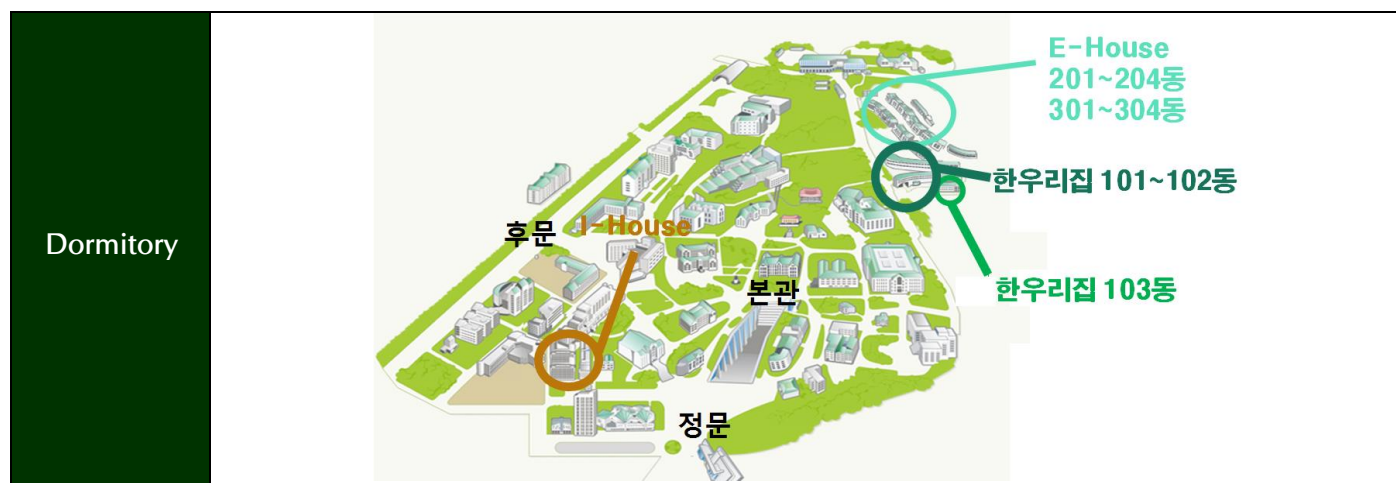 Dormitory
E-House
201~204동
301~304동
한우리집 101~102동
한우리집 103동
후문
I-House
본관
정문